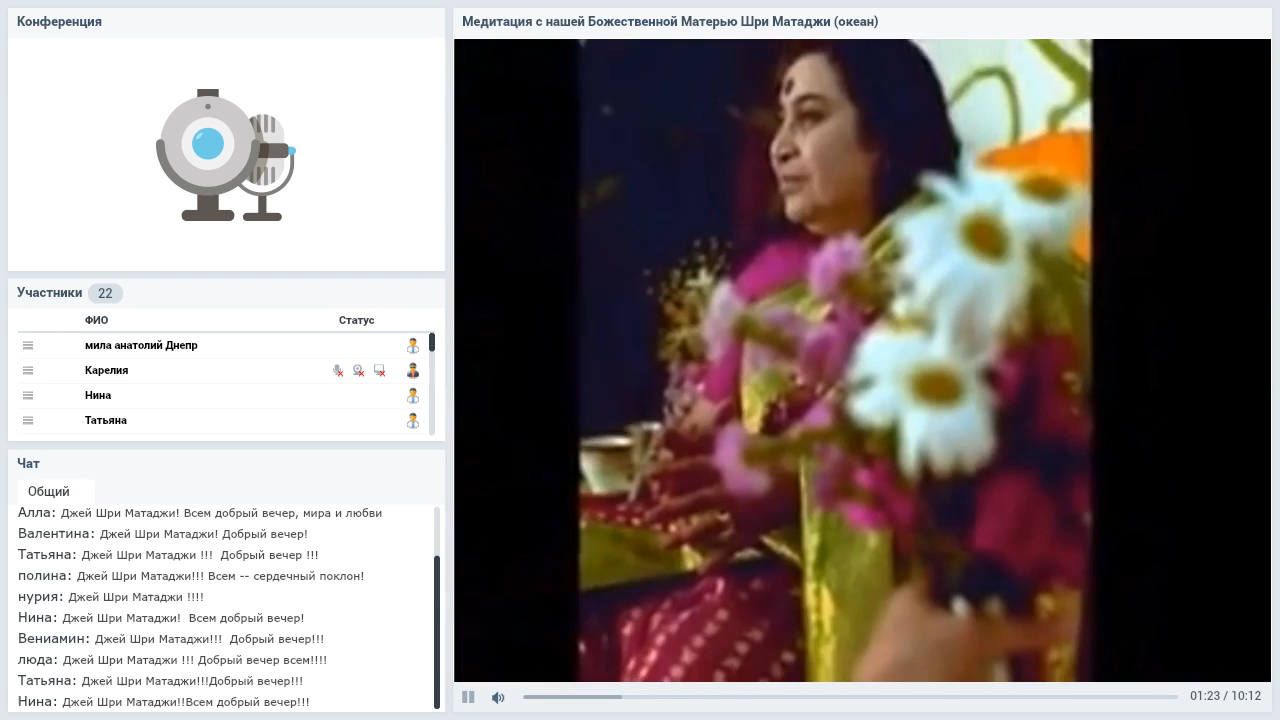 Конференция
Медитация с нашей Божественной Матерью Шри Матаджи (океан)
Участники 22
ФИО Статус
мила анатолий Днепр
Карелия
Нина
Татьяна
Чат
Общий
Алла: Джей Шри Матаджи! Всем добрый вечер, мира и любви
Валентина: Джей Шри Матаджи! Добрый вечер!
Татьяна: Джей Шри Матаджи !!!  Добрый вечер !!!
полина: Джей Шри Матаджи!!! Всем -- сердечный поклон!
нурия: Джей Шри Матаджи !!!!
Нина: Джей Шри Матаджи!  Всем добрый вечер!
Вениамин: Джей Шри Матаджи!!!  Добрый вечер!!!
люда: Джей Шри Матаджи !!! Добрый вечер всем!!!!
Татьяна: Джей Шри Матаджи!!!Добрый вечер!!!
Нина: Джей Шри Матаджи!!Всем добрый вечер!!!
01:23 / 10:12